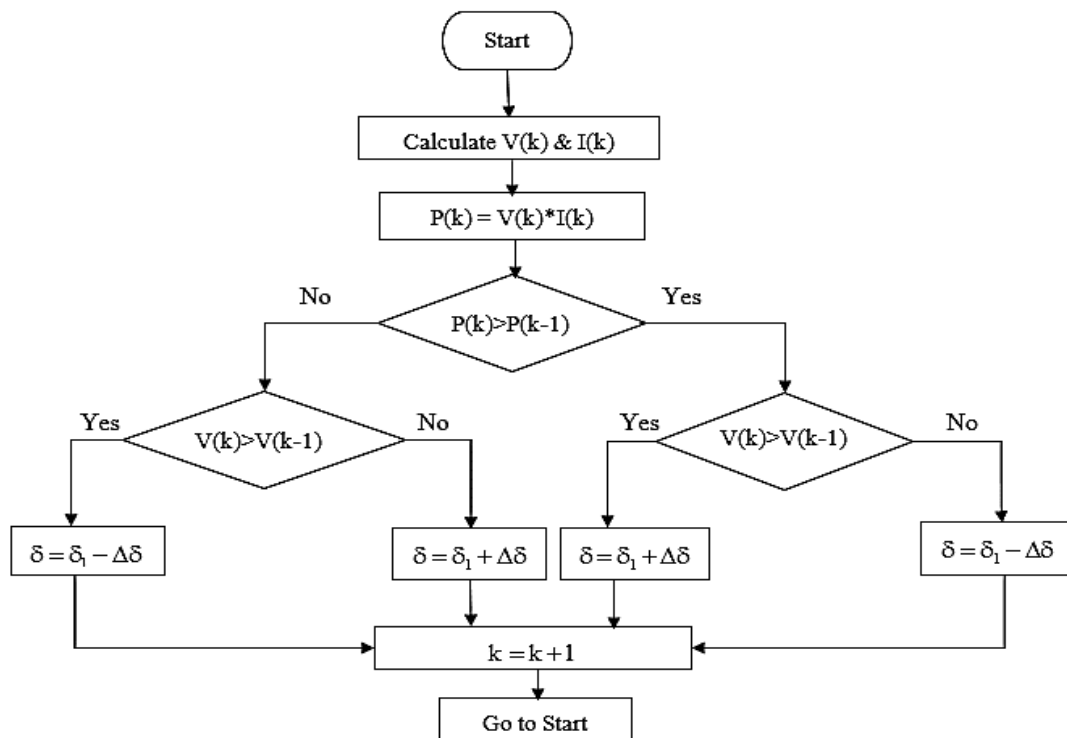 Start
Calculate V(k) & I(k)
P(k) = V(k)*I(k)
No
Yes
P(k)>P(k-1)
Yes
V(k)>V(k-1)
No
Yes
V(k)>V(k-1)
No
δ = δ₁ − Δδ
δ = δ₁ + Δδ
δ = δ₁ + Δδ
δ = δ₁ − Δδ
k = k + 1
Go to Start